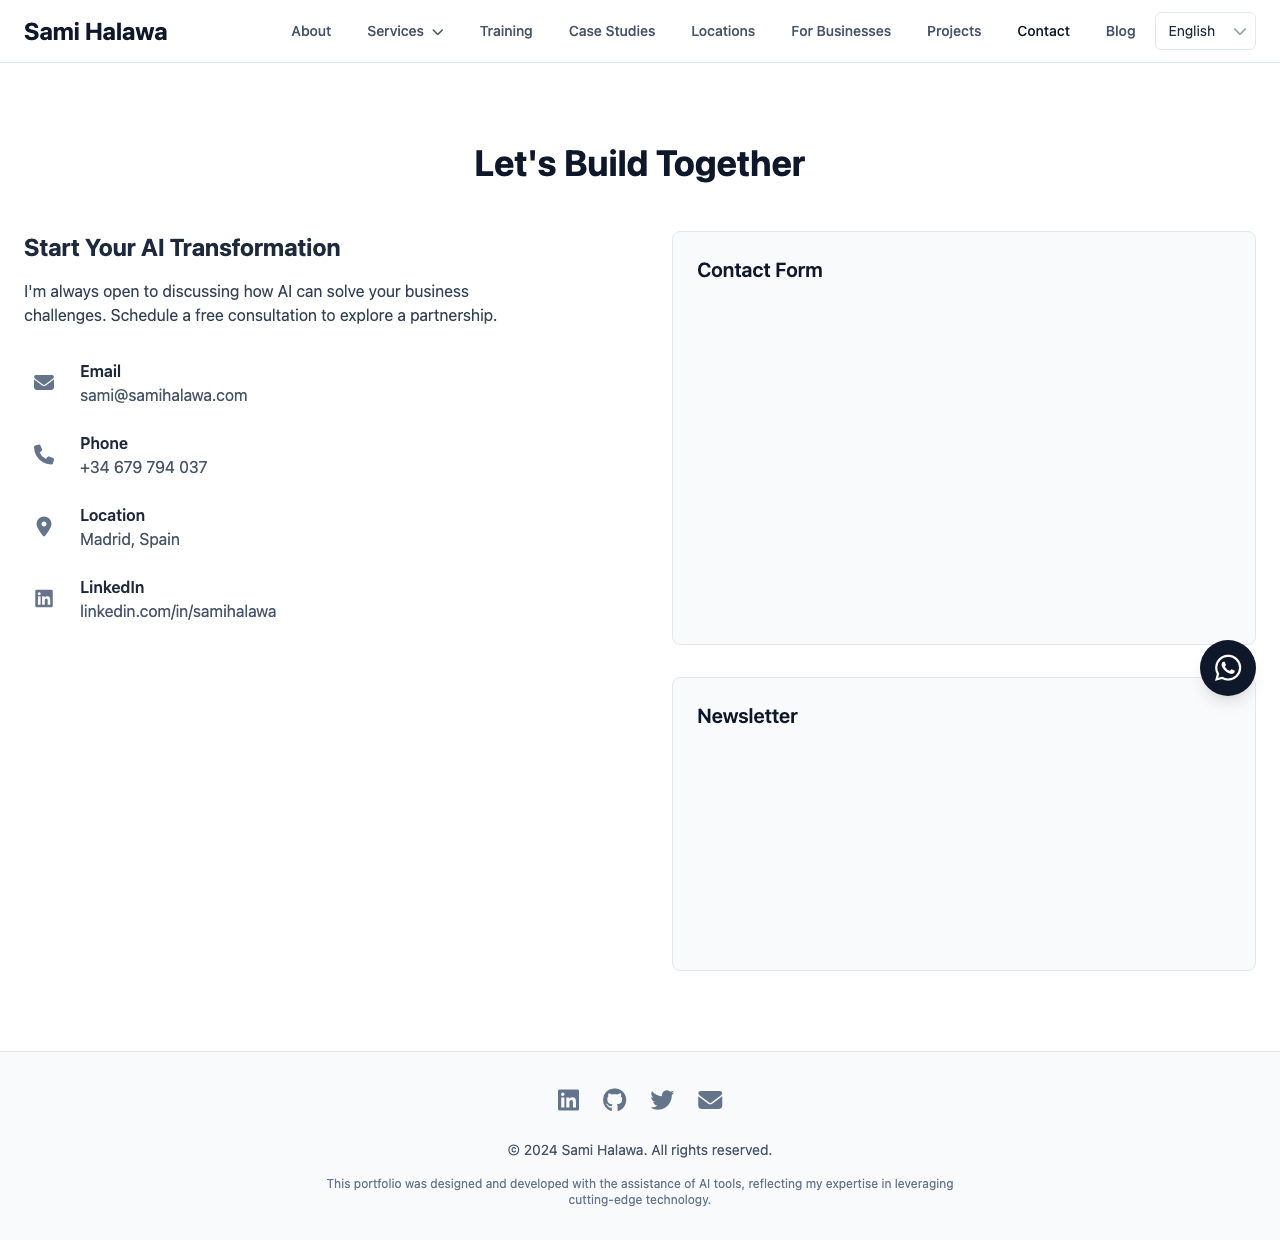 Sami Halawa
About
Services
Training
Case Studies
Locations
For Businesses
Projects
Contact
Blog
English
Let's Build Together
Start Your AI Transformation
I'm always open to discussing how AI can solve your business
challenges. Schedule a free consultation to explore a partnership.
Email
sami@samihalawa.com
Phone
+34 679 794 037
Location
Madrid, Spain
LinkedIn
linkedin.com/in/samihalawa
Contact Form
Newsletter
© 2024 Sami Halawa. All rights reserved.
This portfolio was designed and developed with the assistance of AI tools, reflecting my expertise in leveraging
cutting-edge technology.